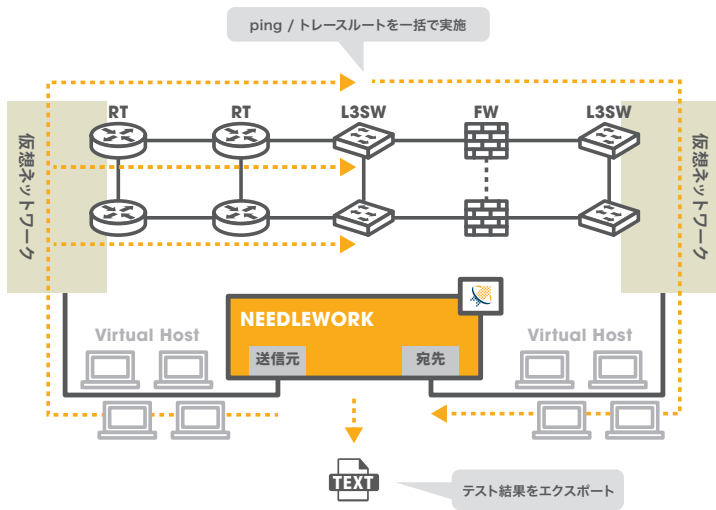 ping / トレースルートを一括で実施
RT
RT
L3SW
FW
L3SW
仮想ネットワーク
仮想ネットワーク
NEEDLEWORK
Virtual Host
Virtual Host
送信元
宛先
TEXT
テスト結果をエクスポート